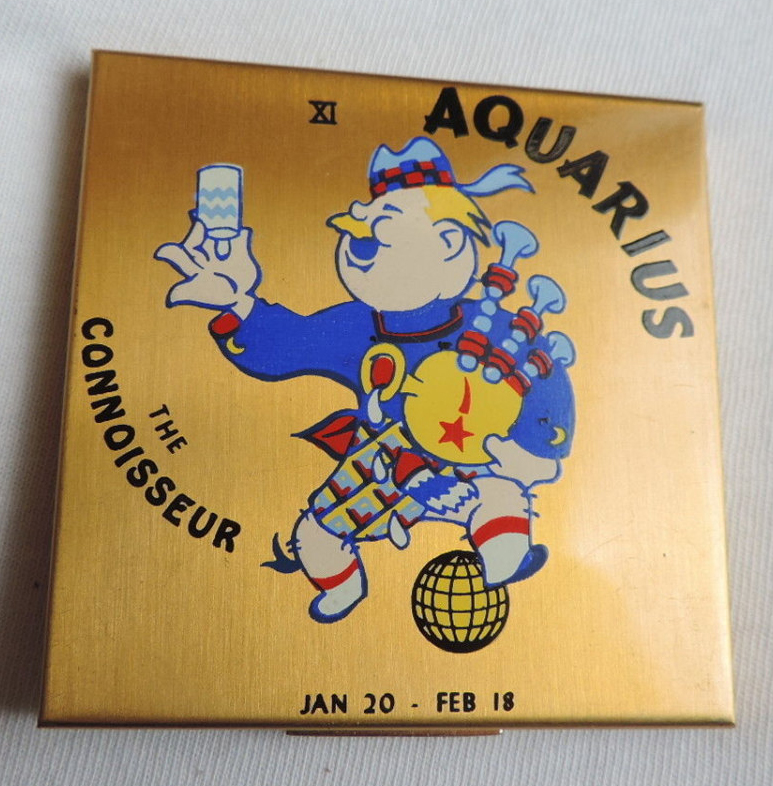 XI
AQUARIUS
THE
CONNOISSEUR
JAN 20 - FEB 18